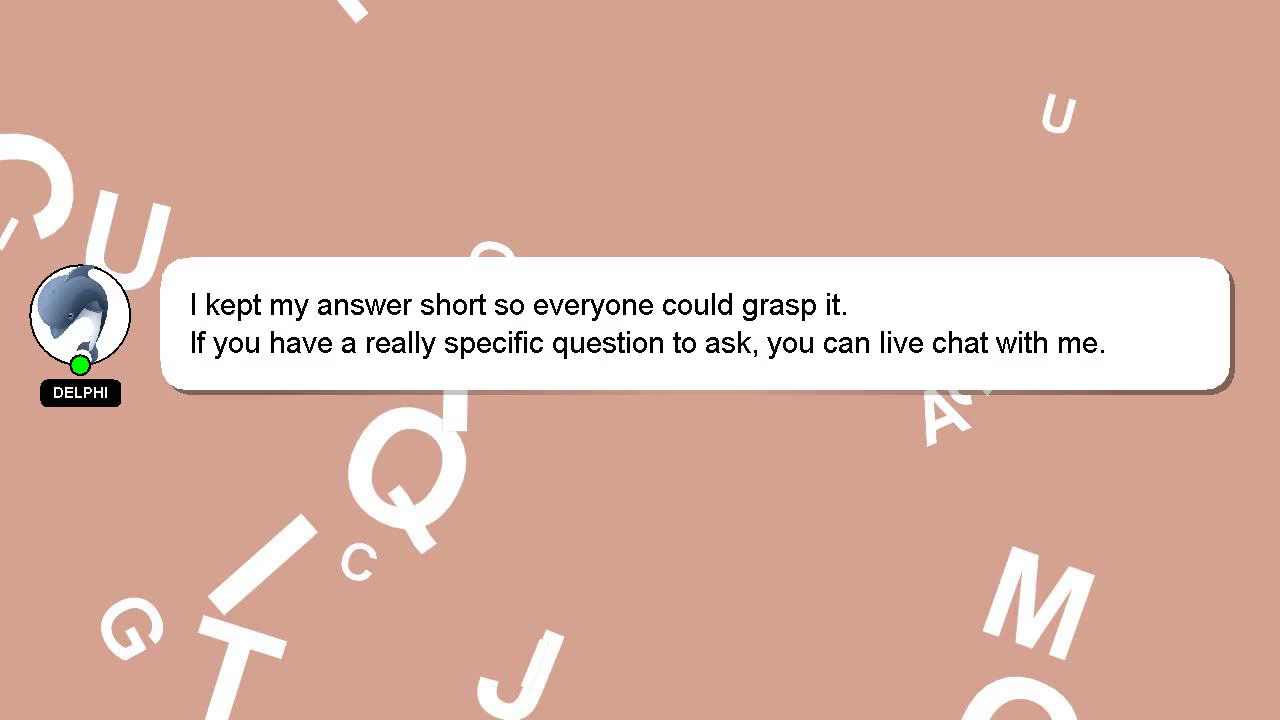 U
U
I kept my answer short so everyone could grasp it.
If you have a really specific question to ask, you can live chat with me.
DELPHI
A
Q
I
C
G
T
J
M